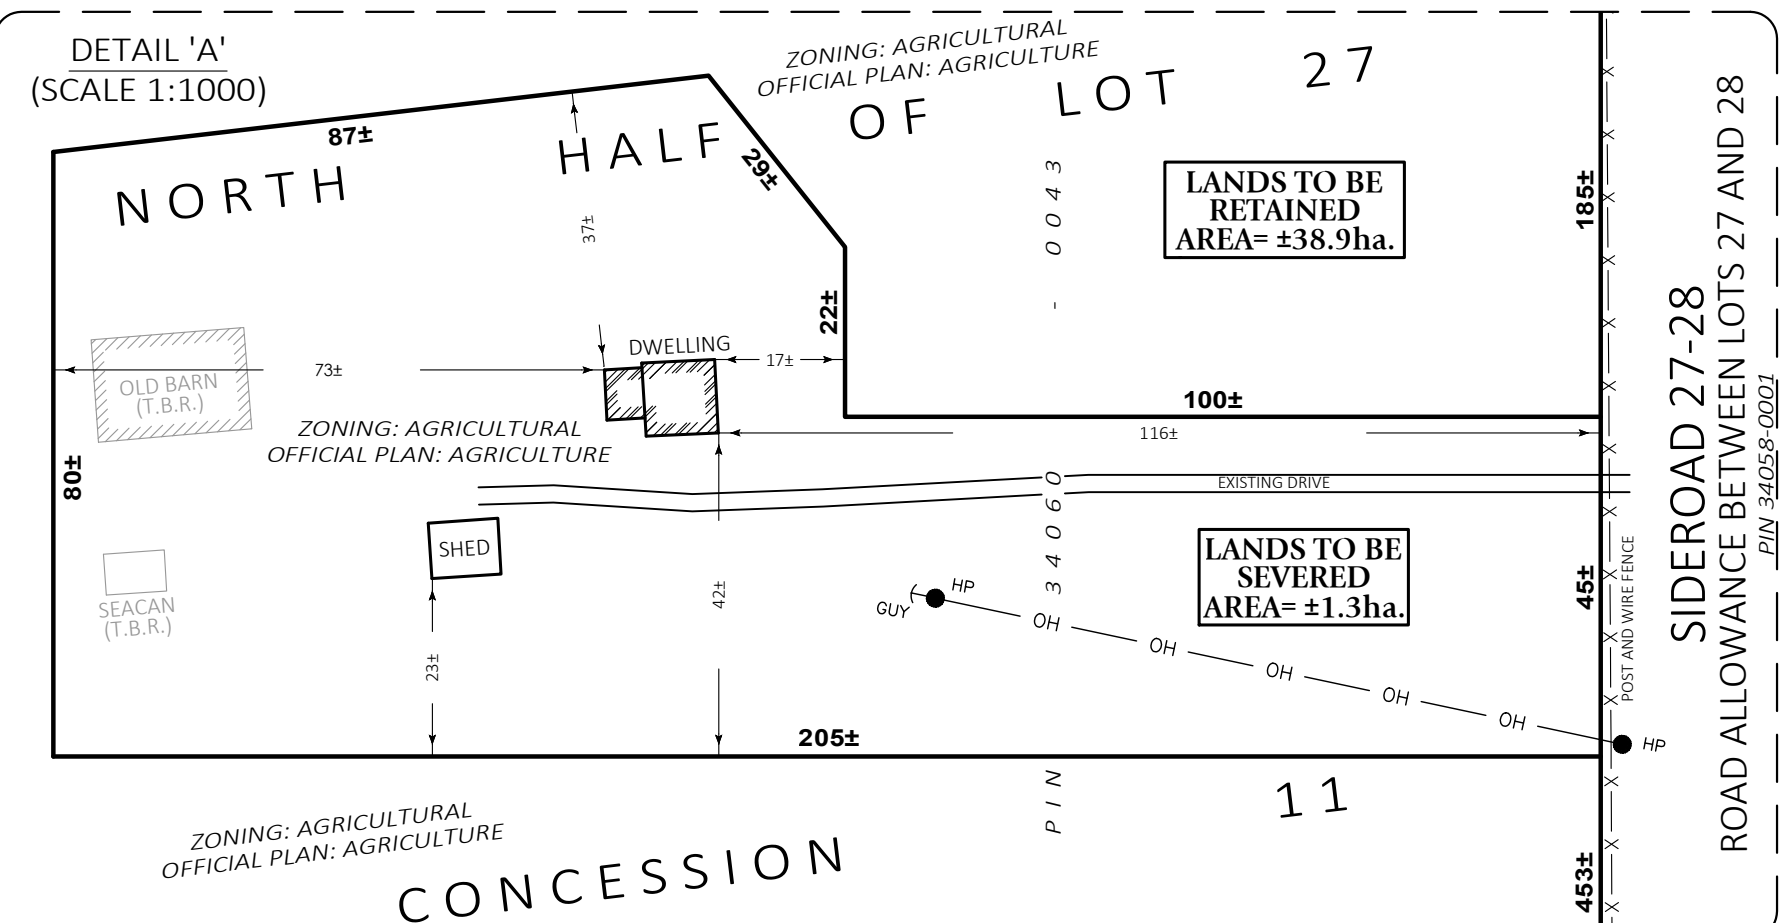 DETAIL 'A'
(SCALE 1:1000)
ZONING: AGRICULTURAL
OFFICIAL PLAN: AGRICULTURE
NORTH HALF OF LOT 27
87±
29±
37±
22±
LANDS TO BE
RETAINED
AREA= ±38.9ha.
185±
DWELLING
17±
73±
OLD BARN
(T.B.R.)
ZONING: AGRICULTURAL
OFFICIAL PLAN: AGRICULTURE
100±
116±
80±
EXISTING DRIVE
SHED
SEACAN
(T.B.R.)
23±
42±
GUY
HP
OH
OH
OH
OH
OH
HP
LANDS TO BE
SEVERED
AREA= ±1.3ha.
45±
POST AND WIRE FENCE
205±
PIN 34060 - 0043
SIDEROAD 27-28
ROAD ALLOWANCE BETWEEN LOTS 27 AND 28
PIN 34058-0001
ZONING: AGRICULTURAL
OFFICIAL PLAN: AGRICULTURE
CONCESSION 11
453±